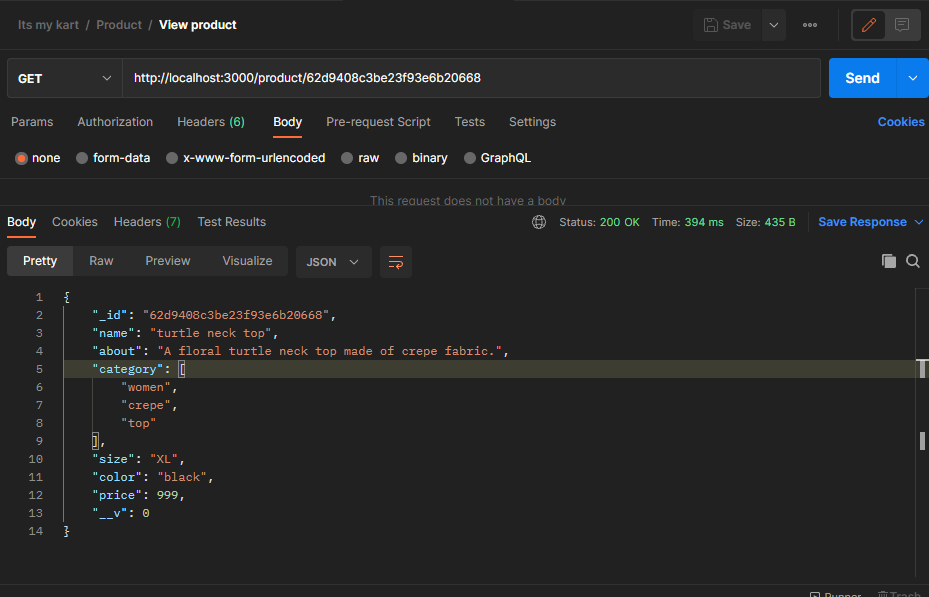 Its my kart / Product / View product
Save
GET
http://localhost:3000/product/62d9408c3be23f93e6b20668
Send
Params Authorization Headers (6) Body Pre-request Script Tests Settings Cookies
none form-data x-www-form-urlencoded raw binary GraphQL
This request does not have a body
Body Cookies Headers (7) Test Results Status: 200 OK Time: 394 ms Size: 435 B Save Response
Pretty Raw Preview Visualize JSON
1 {
2 "_id": "62d9408c3be23f93e6b20668",
3 "name": "turtle neck top",
4 "about": "A floral turtle neck top made of crepe fabric.",
5 "category": [
6 "women",
7 "crepe",
8 "top"
9 ],
10 "size": "XL",
11 "color": "black",
12 "price": 999,
13 "__v": 0
14 }
Runner Trash